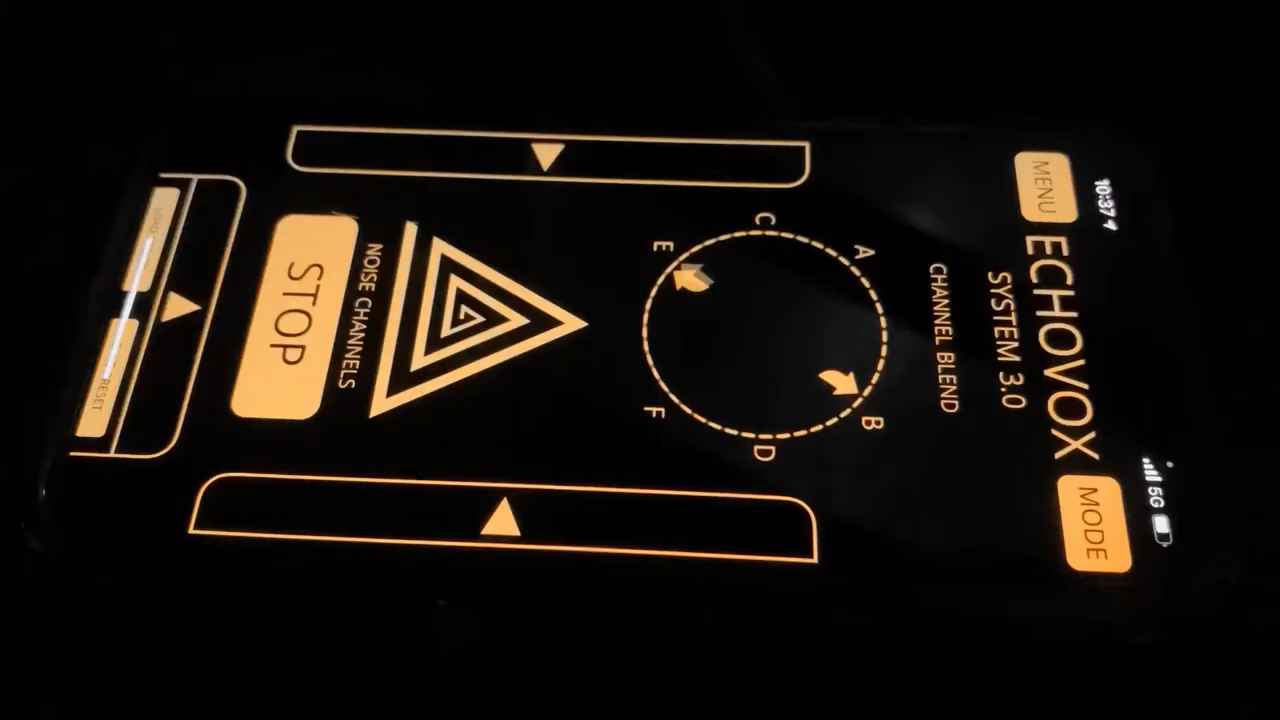 10:37
5G
MENU
ECHOVOX
MODE
SYSTEM 3.0
CHANNEL BLEND
A
B
C
D
E
F
NOISE CHANNELS
STOP
RESET